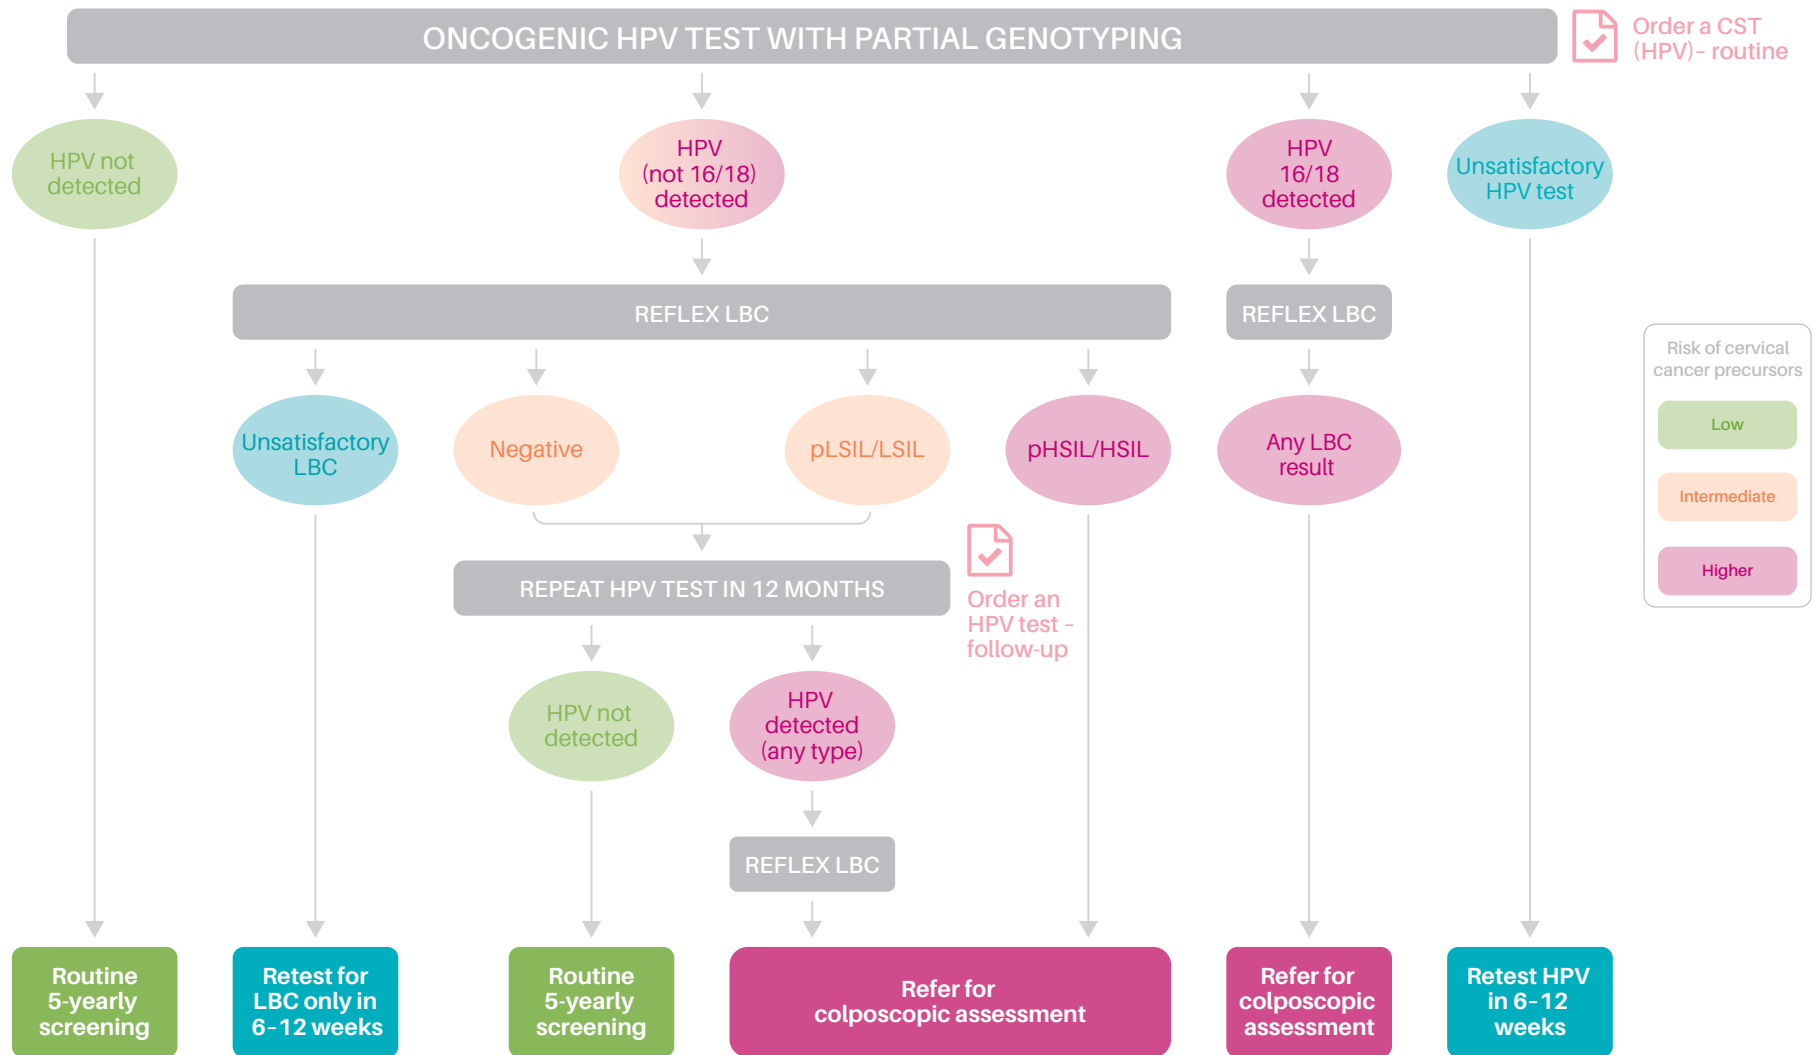 ONCOGENIC HPV TEST WITH PARTIAL GENOTYPING
Order a CST
(HPV) – routine
HPV not
detected
HPV
(not 16/18)
detected
HPV
16/18
detected
Unsatisfactory
HPV test
REFLEX LBC
REFLEX LBC
Risk of cervical
cancer precursors
Low
Intermediate
Higher
Unsatisfactory
LBC
Negative
pLSIL/LSIL
pHSIL/HSIL
Any LBC
result
REPEAT HPV TEST IN 12 MONTHS
Order an
HPV test –
follow-up
HPV not
detected
HPV
detected
(any type)
REFLEX LBC
Routine
5-yearly
screening
Retest for
LBC only in
6–12 weeks
Routine
5-yearly
screening
Refer for
colposcopic assessment
Refer for
colposcopic
assessment
Retest HPV
in 6–12
weeks